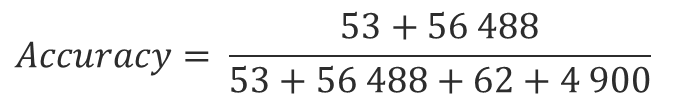 Accuracy = 
53 + 56 488
53 + 56 488 + 62 + 4 900